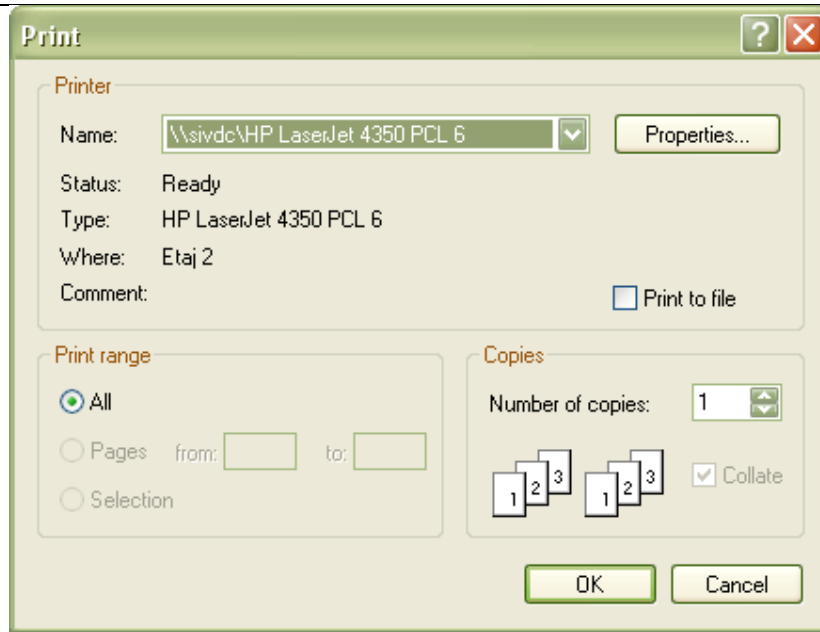 Print
Printer
Name: \\sivdc\HP LaserJet 4350 PCL 6 Properties...
Status: Ready
Type: HP LaserJet 4350 PCL 6
Where: Etaj 2
Comment: Print to file
Print range
All
Pages from: to:
Selection
Copies
Number of copies: 1
1 2 3 1 2 3 Collate
OK Cancel